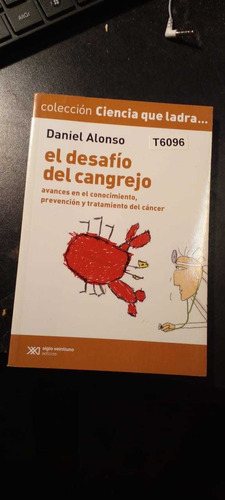 colección Ciencia que ladra...
Daniel Alonso
T6096
el desafío
del cangrejo
avances en el conocimiento,
prevención y tratamiento del cáncer
siglo veintiuno
editores